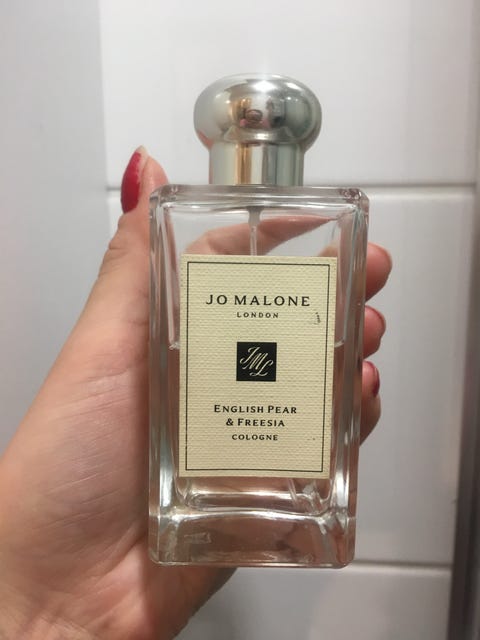 JO MALONE
LONDON
JML
ENGLISH PEAR
& FREESIA
COLOGNE